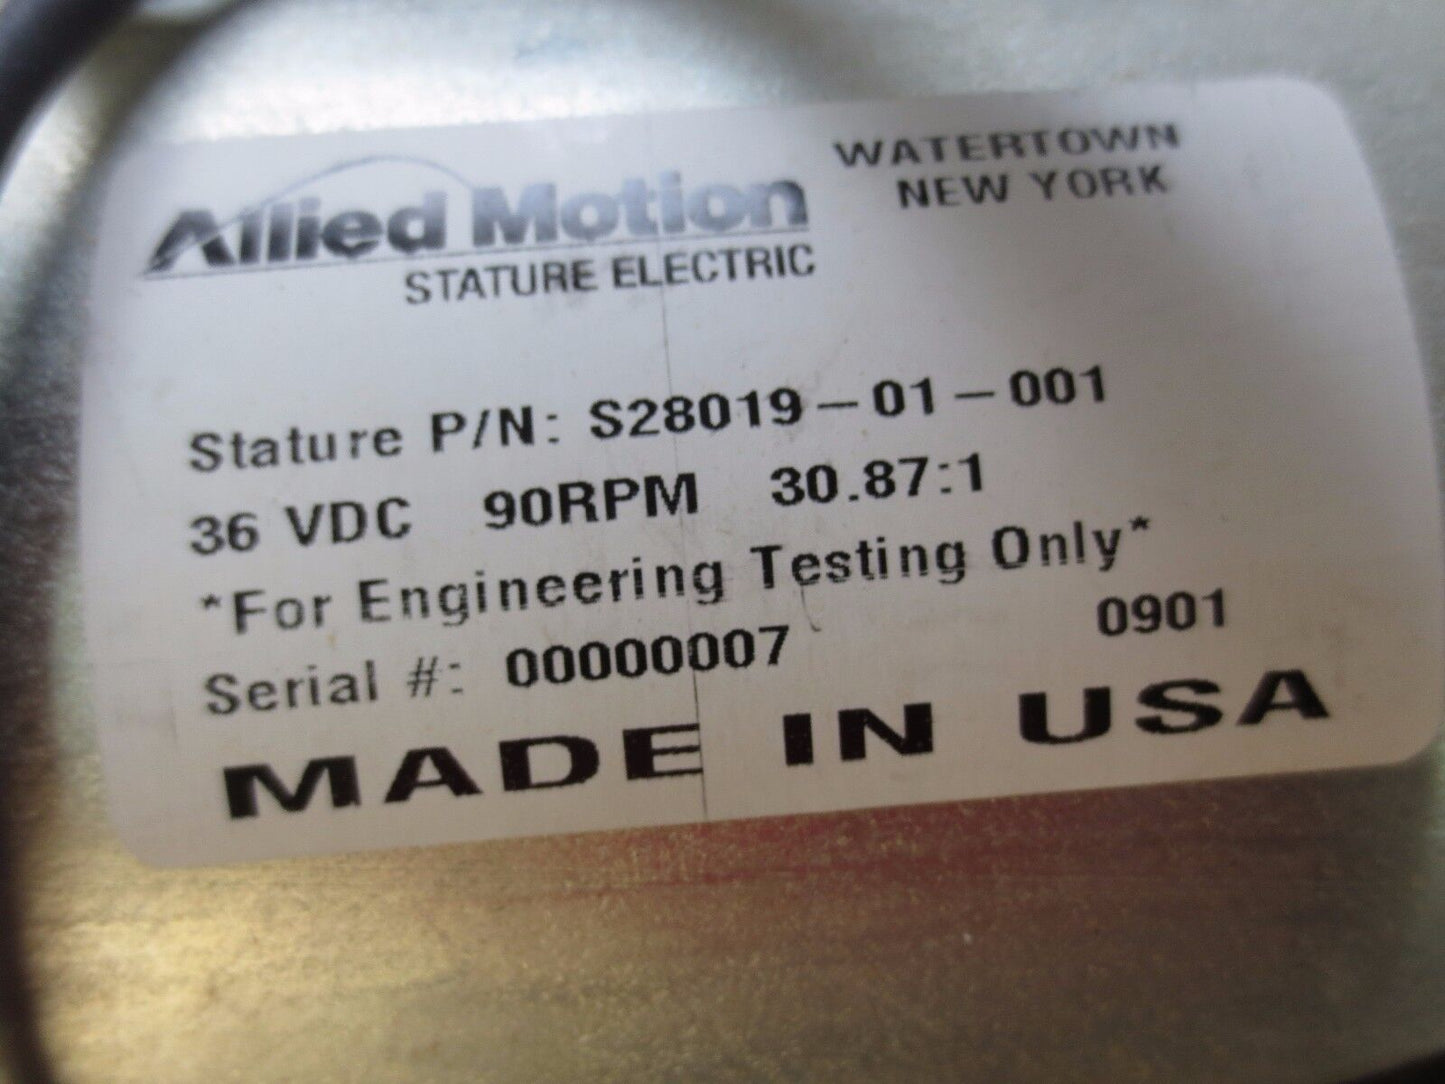 Allied Motion
STATURE ELECTRIC
WATERTOWN
NEW YORK
Stature P/N: S28019-01-001
36 VDC 90RPM 30.87:1
*For Engineering Testing Only*
Serial #: 00000007 0901
MADE IN USA